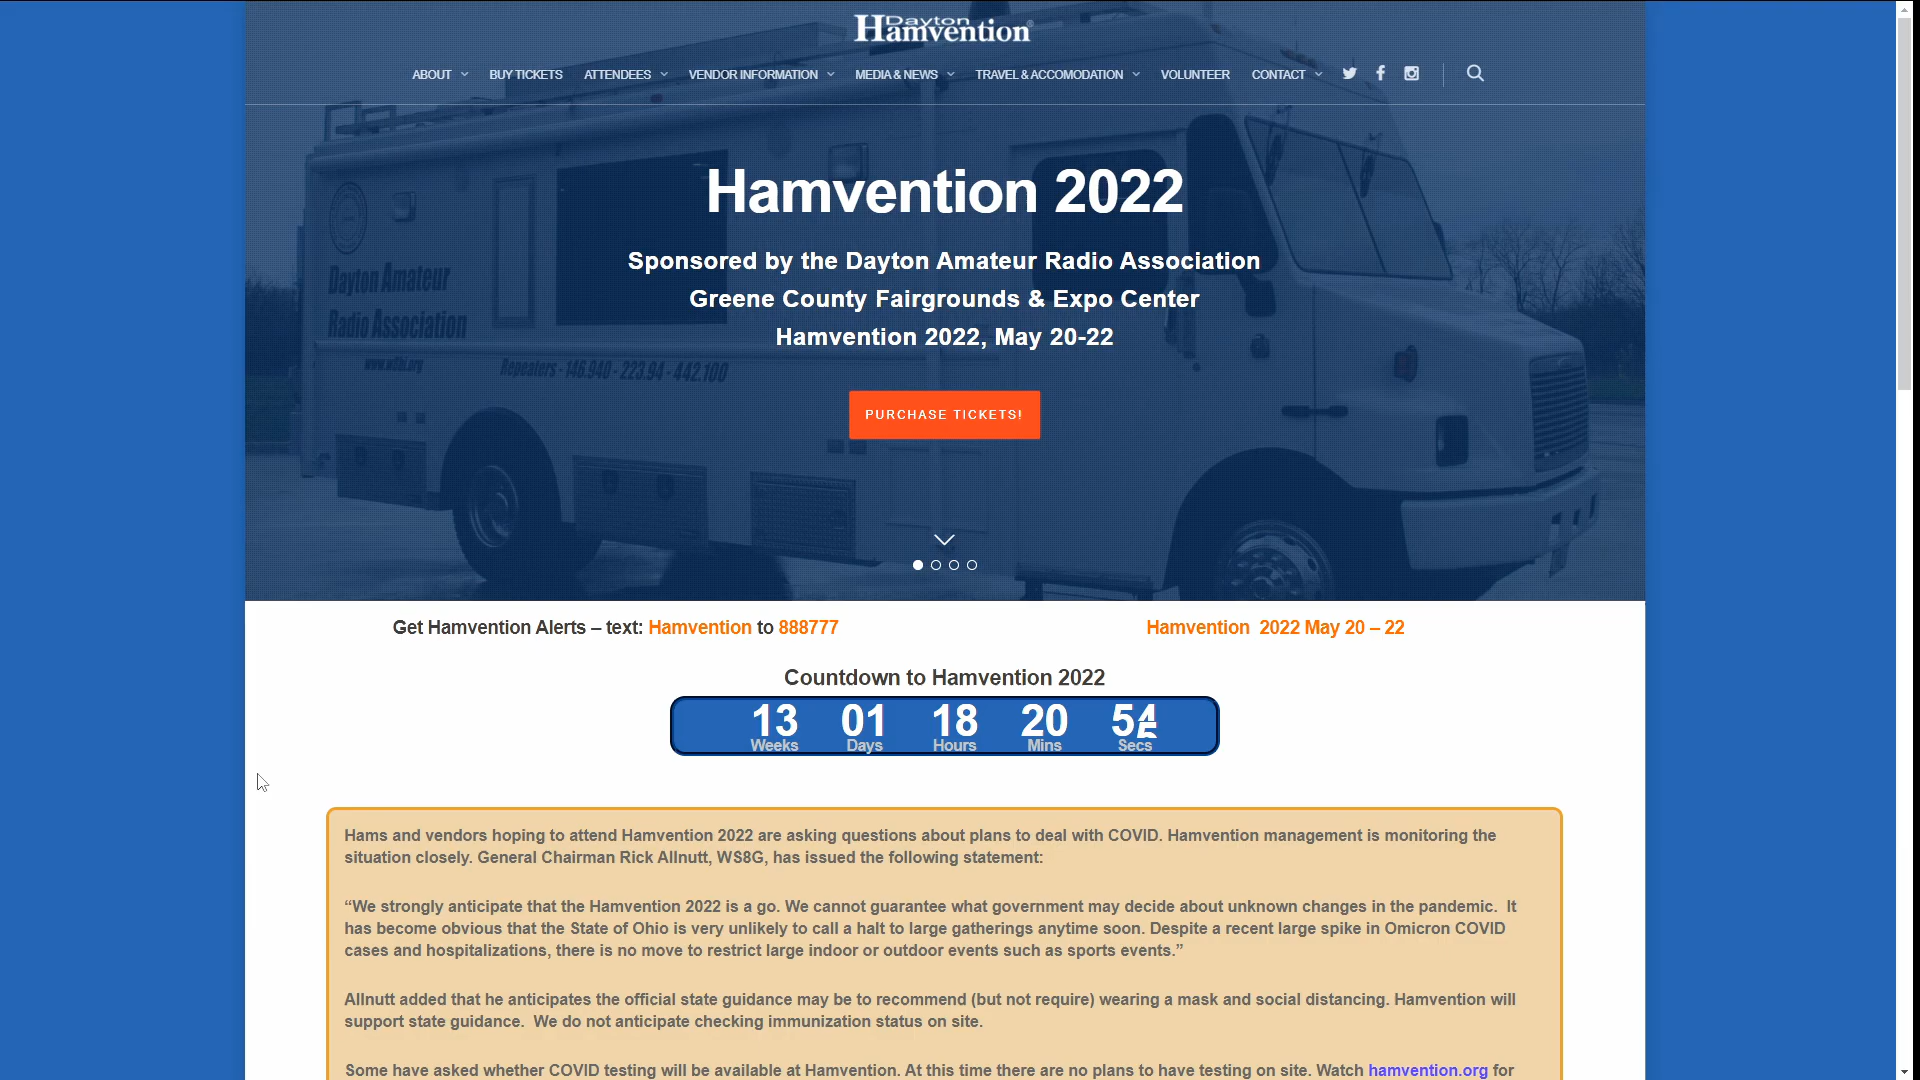 Dayton
Hamvention
ABOUT BUY TICKETS ATTENDEES VENDOR INFORMATION MEDIA & NEWS TRAVEL & ACCOMODATION VOLUNTEER CONTACT
Hamvention 2022
Sponsored by the Dayton Amateur Radio Association
Greene County Fairgrounds & Expo Center
Hamvention 2022, May 20-22
Dayton Amateur
Radio Association
www.w8bi.org
Repeaters - 146.940 - 223.94 - 442.100
PURCHASE TICKETS!
Get Hamvention Alerts – text: Hamvention to 888777
Hamvention 2022 May 20 – 22
Countdown to Hamvention 2022
13 01 18 20 54
Weeks Days Hours Mins Secs
Hams and vendors hoping to attend Hamvention 2022 are asking questions about plans to deal with COVID. Hamvention management is monitoring the
situation closely. General Chairman Rick Allnutt, WS8G, has issued the following statement:
“We strongly anticipate that the Hamvention 2022 is a go. We cannot guarantee what government may decide about unknown changes in the pandemic. It
has become obvious that the State of Ohio is very unlikely to call a halt to large gatherings anytime soon. Despite a recent large spike in Omicron COVID
cases and hospitalizations, there is no move to restrict large indoor or outdoor events such as sports events.”
Allnutt added that he anticipates the official state guidance may be to recommend (but not require) wearing a mask and social distancing. Hamvention will
support state guidance. We do not anticipate checking immunization status on site.
Some have asked whether COVID testing will be available at Hamvention. At this time there are no plans to have testing on site. Watch hamvention.org for